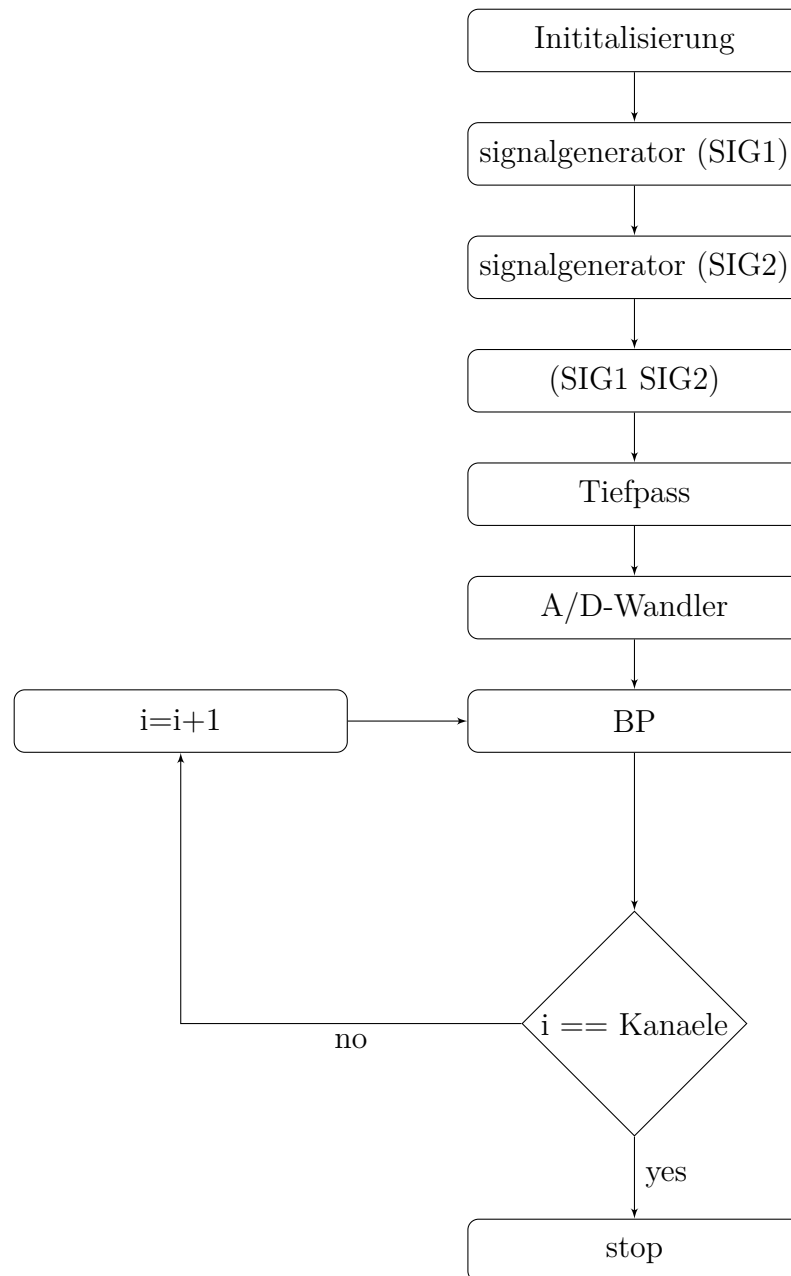 Inititalisierung
signalgenerator (SIG1)
signalgenerator (SIG2)
(SIG1 SIG2)
Tiefpass
A/D-Wandler
i=i+1
BP
i == Kanaele
no
yes
stop